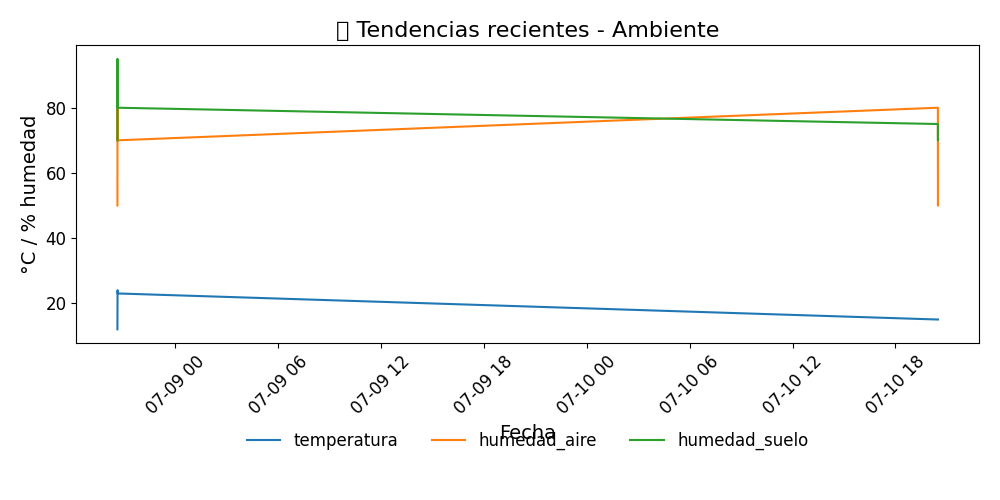 ▯ Tendencias recientes - Ambiente
°C / % humedad
80
60
40
20
07-09 00
07-09 06
07-09 12
07-09 18
07-10 00
07-10 06
07-10 12
07-10 18
Fecha
temperatura
humedad_aire
humedad_suelo